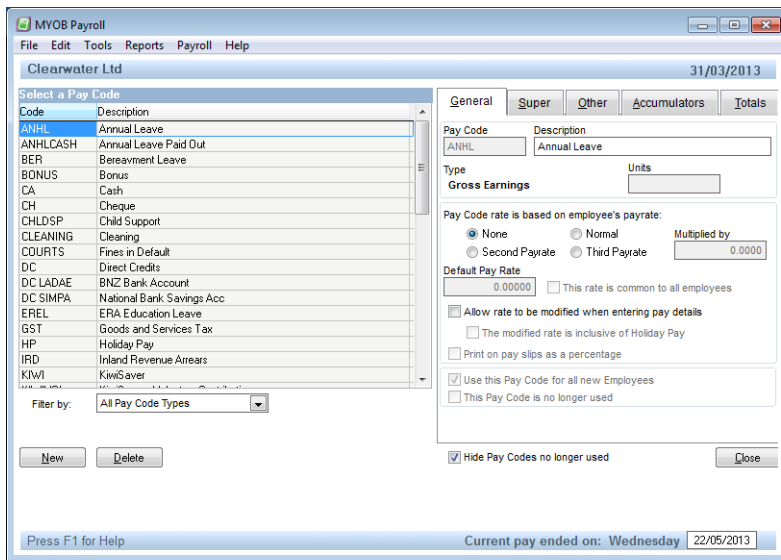 MYOB Payroll
File Edit Tools Reports Payroll Help
Clearwater Ltd 31/03/2013
Select a Pay Code
Code Description
ANHL Annual Leave
ANHLCASH Annual Leave Paid Out
BER Bereavment Leave
BONUS Bonus
CA Cash
CH Cheque
CHLDSP Child Support
CLEANING Cleaning
COURTS Fines in Default
DC Direct Credits
DC LADAE BNZ Bank Account
DC SIMPA National Bank Savings Acc
EREL ERA Education Leave
GST Goods and Services Tax
HP Holiday Pay
IRD Inland Revenue Arrears
KIWI KiwiSaver
Filter by: All Pay Code Types
New Delete
General Super Other Accumulators Totals
Pay Code Description
ANHL Annual Leave
Type Units
Gross Earnings
Pay Code rate is based on employee's payrate:
None Normal Multiplied by
Second Payrate Third Payrate 0.0000
Default Pay Rate
0.00000 This rate is common to all employees
Allow rate to be modified when entering pay details
The modified rate is inclusive of Holiday Pay
Print on pay slips as a percentage
Use this Pay Code for all new Employees
This Pay Code is no longer used
Hide Pay Codes no longer used Close
Press F1 for Help Current pay ended on: Wednesday 22/05/2013